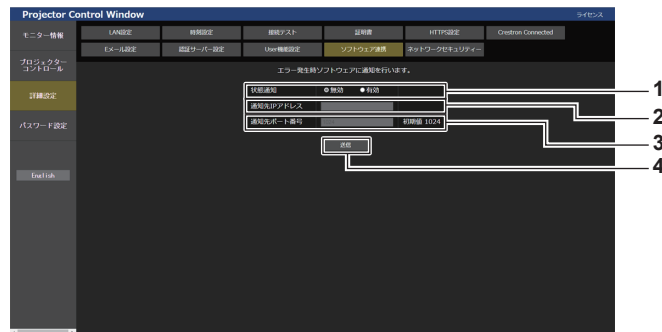 Projector Control Window
ライセンス
モニター情報
LAN設定
時刻設定
接続テスト
証明書
HTTPS設定
Crestron Connected
Eメール設定
認証サーバー設定
User機能設定
ソフトウェア連携
ネットワークセキュリティー
プロジェクター
コントロール
詳細設定
パスワード設定
English
エラー発生時ソフトウェアに通知を行います。
状態通知 無効 有効
通知先IPアドレス
通知先ポート番号 初期値 1024
送信
1
2
3
4